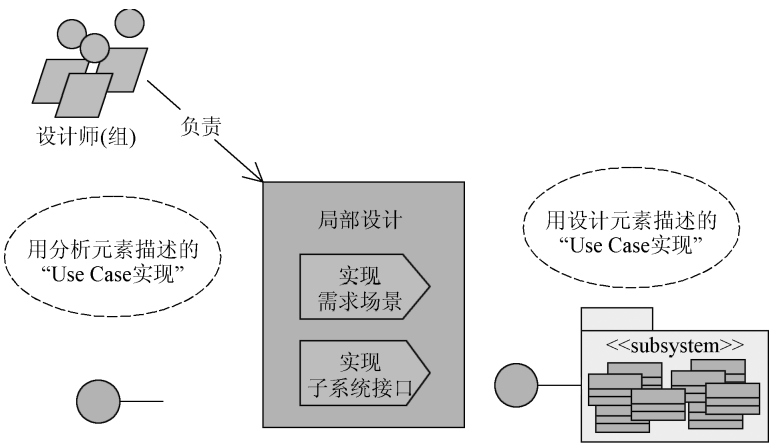 设计师(组)
负责
用分析元素描述的
“Use Case实现”
局部设计
实现
需求场景
实现
子系统接口
用设计元素描述的
“Use Case实现”
<<subsystem>>